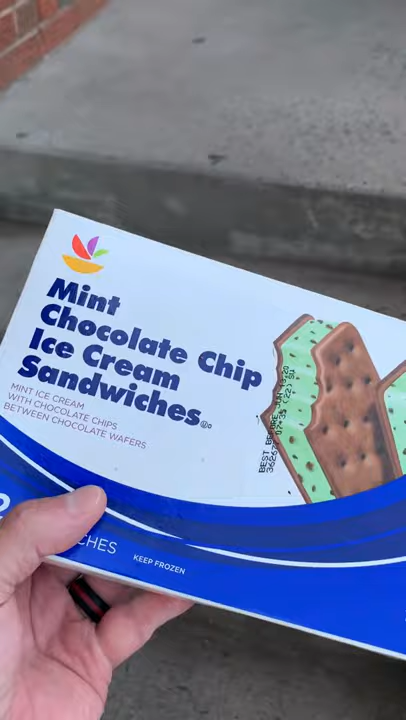 Mint
Chocolate Chip
Ice Cream
Sandwiches
MINT ICE CREAM
WITH CHOCOLATE CHIPS
BETWEEN CHOCOLATE WAFERS
BEST BEFORE
KEEP FROZEN